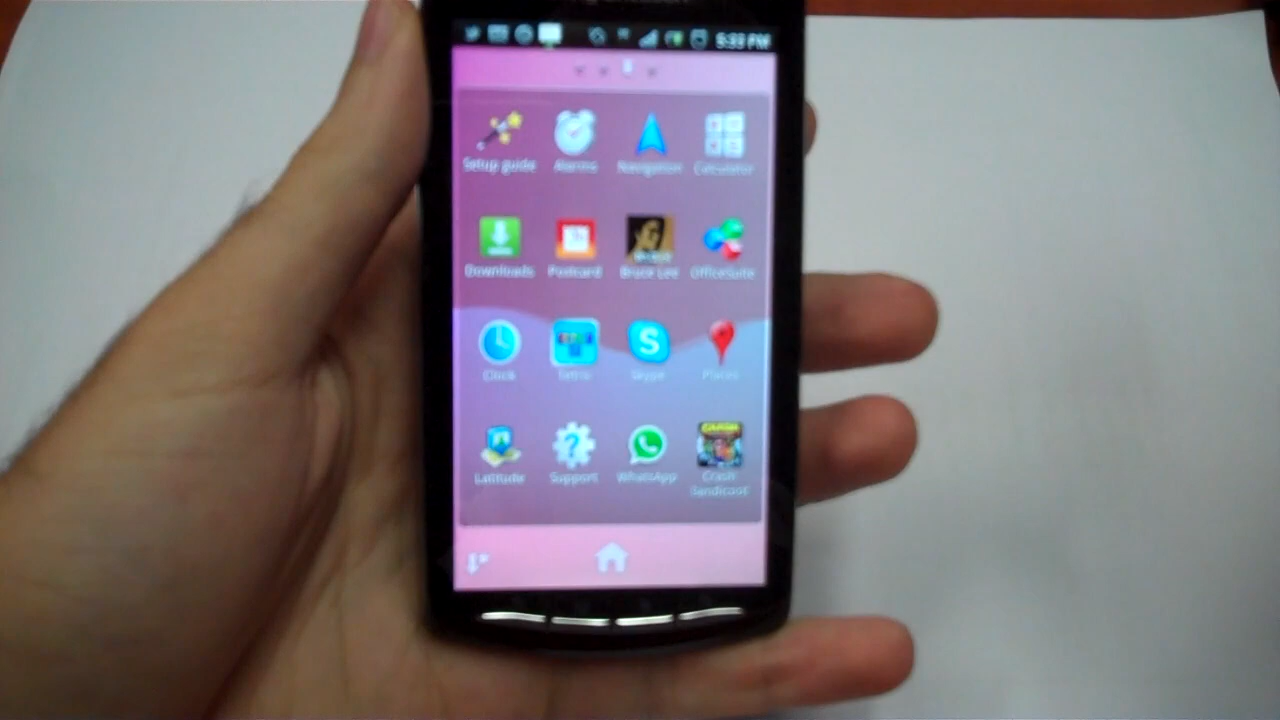 5:33 PM
Setup guide
Alarms
Navigation
Calculator
Downloads
Postcard
Bruce Lee
OfficeSuite
Clock
Tetris
Skype
Places
Latitude
Support
WhatsApp
Crash
Bandicoot